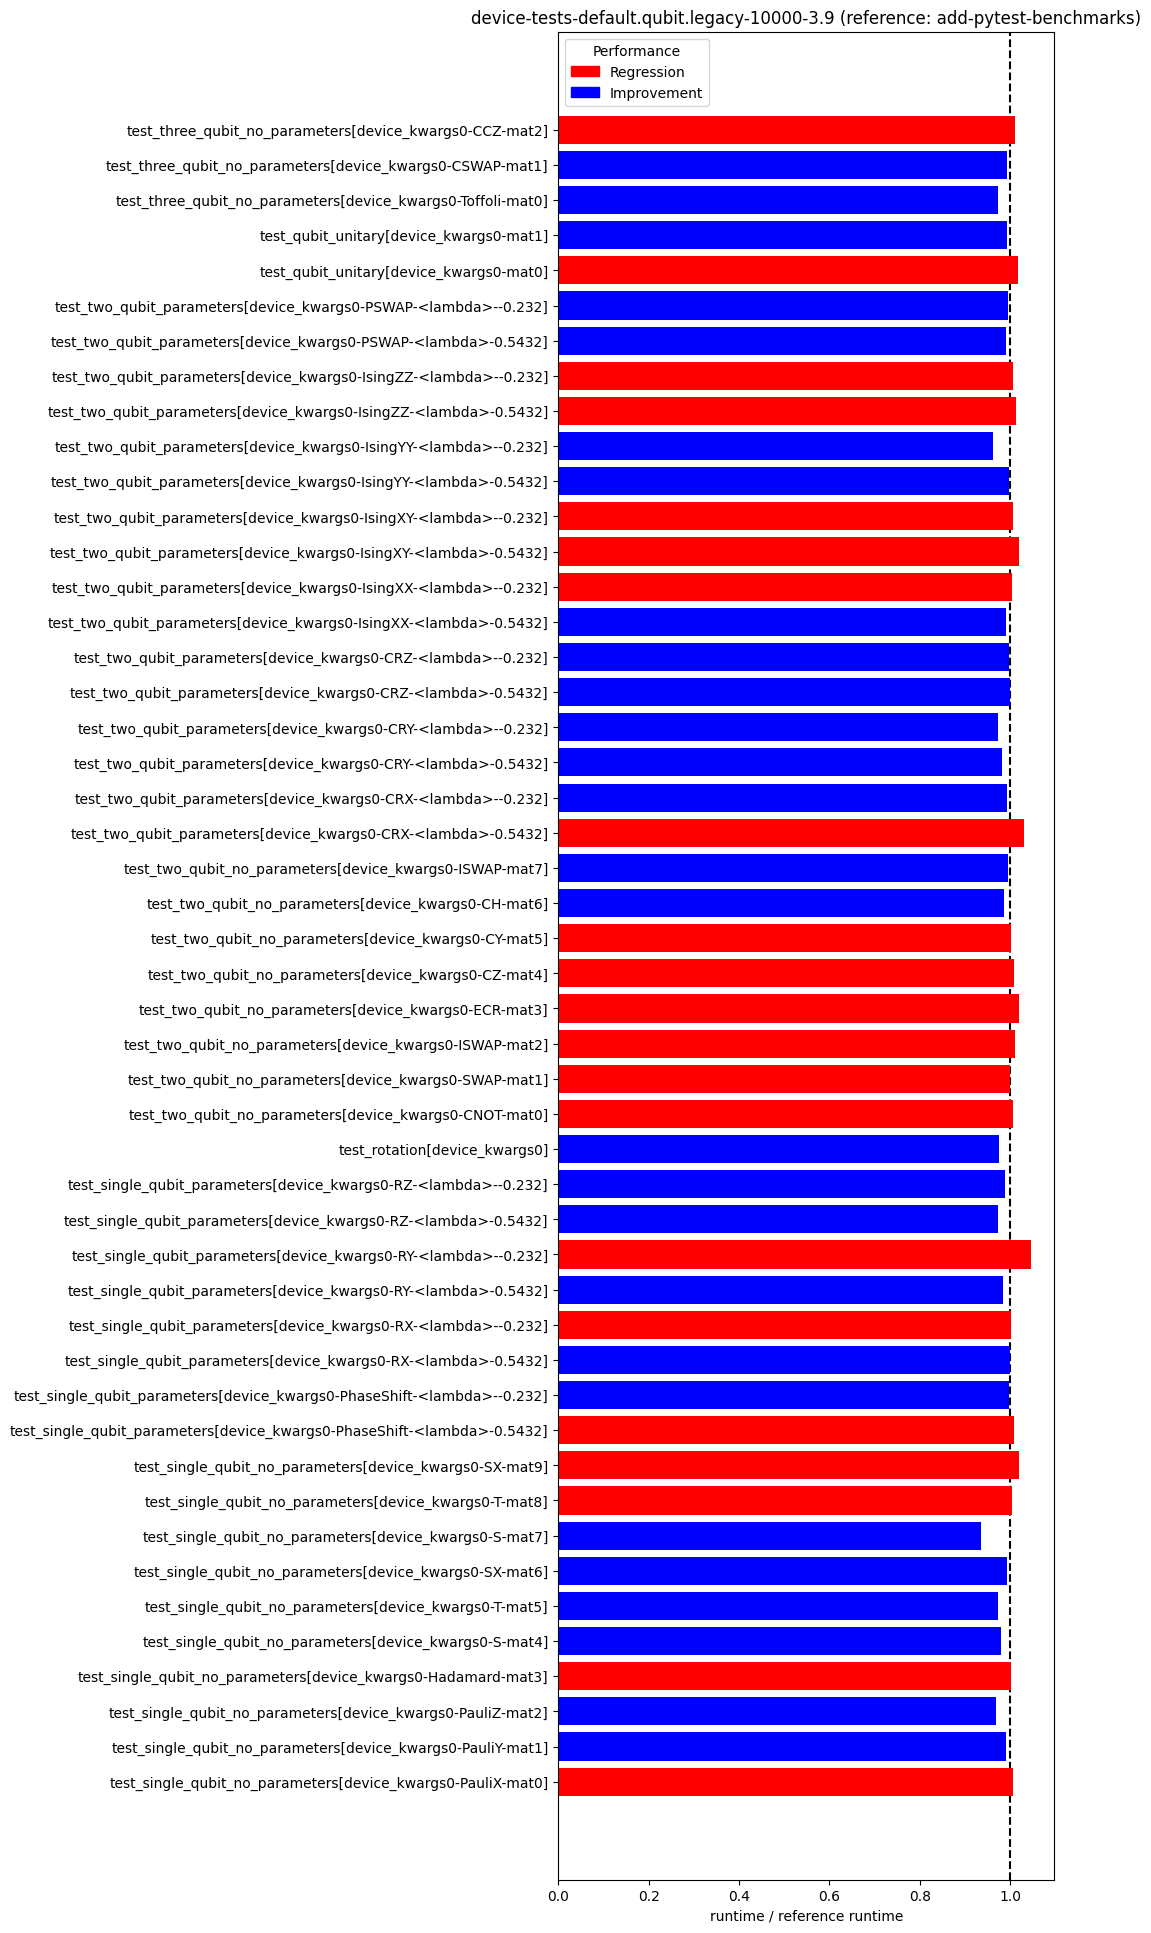 device-tests-default.qubit.legacy-10000-3.9 (reference: add-pytest-benchmarks)
Performance
Regression
Improvement
test_three_qubit_no_parameters[device_kwargs0-CCZ-mat2]
test_three_qubit_no_parameters[device_kwargs0-CSWAP-mat1]
test_three_qubit_no_parameters[device_kwargs0-Toffoli-mat0]
test_qubit_unitary[device_kwargs0-mat1]
test_qubit_unitary[device_kwargs0-mat0]
test_two_qubit_parameters[device_kwargs0-PSWAP-<lambda>--0.232]
test_two_qubit_parameters[device_kwargs0-PSWAP-<lambda>-0.5432]
test_two_qubit_parameters[device_kwargs0-IsingZZ-<lambda>--0.232]
test_two_qubit_parameters[device_kwargs0-IsingZZ-<lambda>-0.5432]
test_two_qubit_parameters[device_kwargs0-IsingYY-<lambda>--0.232]
test_two_qubit_parameters[device_kwargs0-IsingYY-<lambda>-0.5432]
test_two_qubit_parameters[device_kwargs0-IsingXY-<lambda>--0.232]
test_two_qubit_parameters[device_kwargs0-IsingXY-<lambda>-0.5432]
test_two_qubit_parameters[device_kwargs0-IsingXX-<lambda>--0.232]
test_two_qubit_parameters[device_kwargs0-IsingXX-<lambda>-0.5432]
test_two_qubit_parameters[device_kwargs0-CRZ-<lambda>--0.232]
test_two_qubit_parameters[device_kwargs0-CRZ-<lambda>-0.5432]
test_two_qubit_parameters[device_kwargs0-CRY-<lambda>--0.232]
test_two_qubit_parameters[device_kwargs0-CRY-<lambda>-0.5432]
test_two_qubit_parameters[device_kwargs0-CRX-<lambda>--0.232]
test_two_qubit_parameters[device_kwargs0-CRX-<lambda>-0.5432]
test_two_qubit_no_parameters[device_kwargs0-ISWAP-mat7]
test_two_qubit_no_parameters[device_kwargs0-CH-mat6]
test_two_qubit_no_parameters[device_kwargs0-CY-mat5]
test_two_qubit_no_parameters[device_kwargs0-CZ-mat4]
test_two_qubit_no_parameters[device_kwargs0-ECR-mat3]
test_two_qubit_no_parameters[device_kwargs0-ISWAP-mat2]
test_two_qubit_no_parameters[device_kwargs0-SWAP-mat1]
test_two_qubit_no_parameters[device_kwargs0-CNOT-mat0]
test_rotation[device_kwargs0]
test_single_qubit_parameters[device_kwargs0-RZ-<lambda>--0.232]
test_single_qubit_parameters[device_kwargs0-RZ-<lambda>-0.5432]
test_single_qubit_parameters[device_kwargs0-RY-<lambda>--0.232]
test_single_qubit_parameters[device_kwargs0-RY-<lambda>-0.5432]
test_single_qubit_parameters[device_kwargs0-RX-<lambda>--0.232]
test_single_qubit_parameters[device_kwargs0-RX-<lambda>-0.5432]
test_single_qubit_parameters[device_kwargs0-PhaseShift-<lambda>--0.232]
test_single_qubit_parameters[device_kwargs0-PhaseShift-<lambda>-0.5432]
test_single_qubit_no_parameters[device_kwargs0-SX-mat9]
test_single_qubit_no_parameters[device_kwargs0-T-mat8]
test_single_qubit_no_parameters[device_kwargs0-S-mat7]
test_single_qubit_no_parameters[device_kwargs0-SX-mat6]
test_single_qubit_no_parameters[device_kwargs0-T-mat5]
test_single_qubit_no_parameters[device_kwargs0-S-mat4]
test_single_qubit_no_parameters[device_kwargs0-Hadamard-mat3]
test_single_qubit_no_parameters[device_kwargs0-PauliZ-mat2]
test_single_qubit_no_parameters[device_kwargs0-PauliY-mat1]
test_single_qubit_no_parameters[device_kwargs0-PauliX-mat0]
0.0 0.2 0.4 0.6 0.8 1.0
runtime / reference runtime